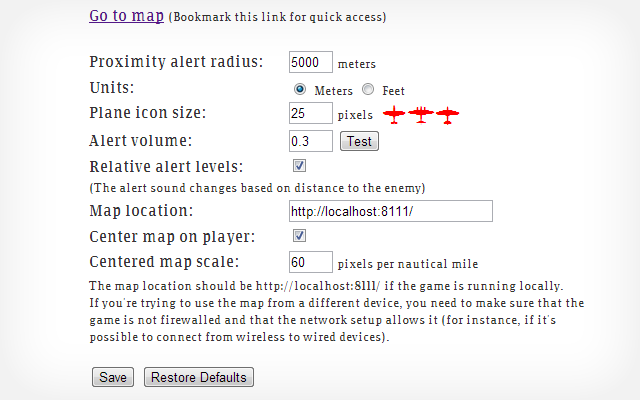 Go to map (Bookmark this link for quick access)
Proximity alert radius: 5000 meters
Units: Meters Feet
Plane icon size: 25 pixels
Alert volume: 0.3 Test
Relative alert levels:
(The alert sound changes based on distance to the enemy)
Map location: http://localhost:8111/
Center map on player:
Centered map scale: 60 pixels per nautical mile
The map location should be http://localhost:8111/ if the game is running locally.
If you're trying to use the map from a different device, you need to make sure that the
game is not firewalled and that the network setup allows it (for instance, if it's
possible to connect from wireless to wired devices).
Save Restore Defaults